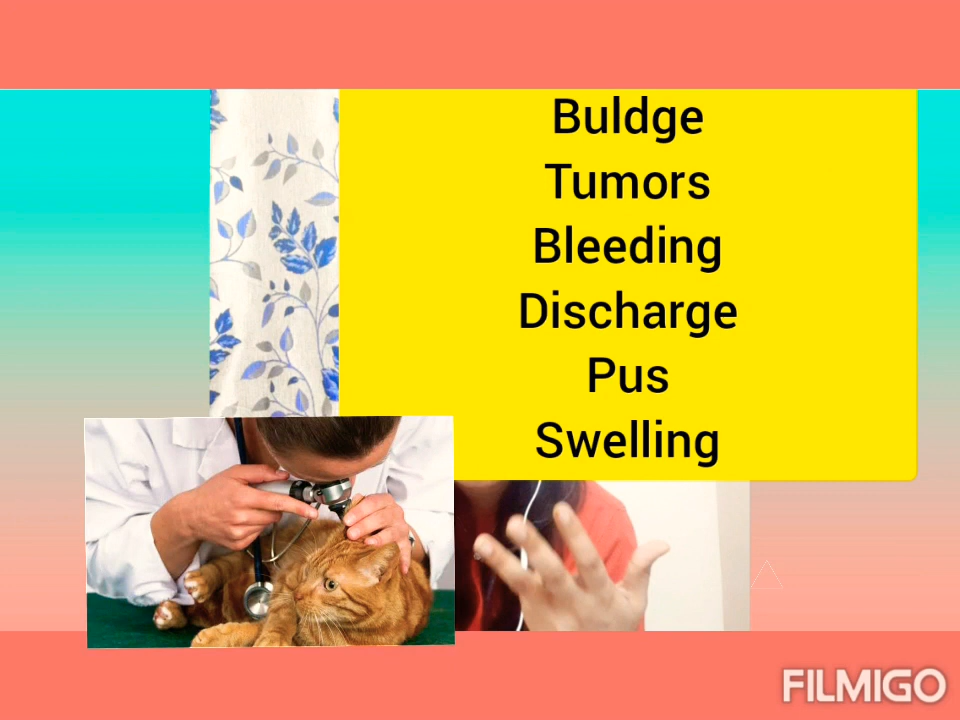 Buldge
Tumors
Bleeding
Discharge
Pus
Swelling
FILMIGO